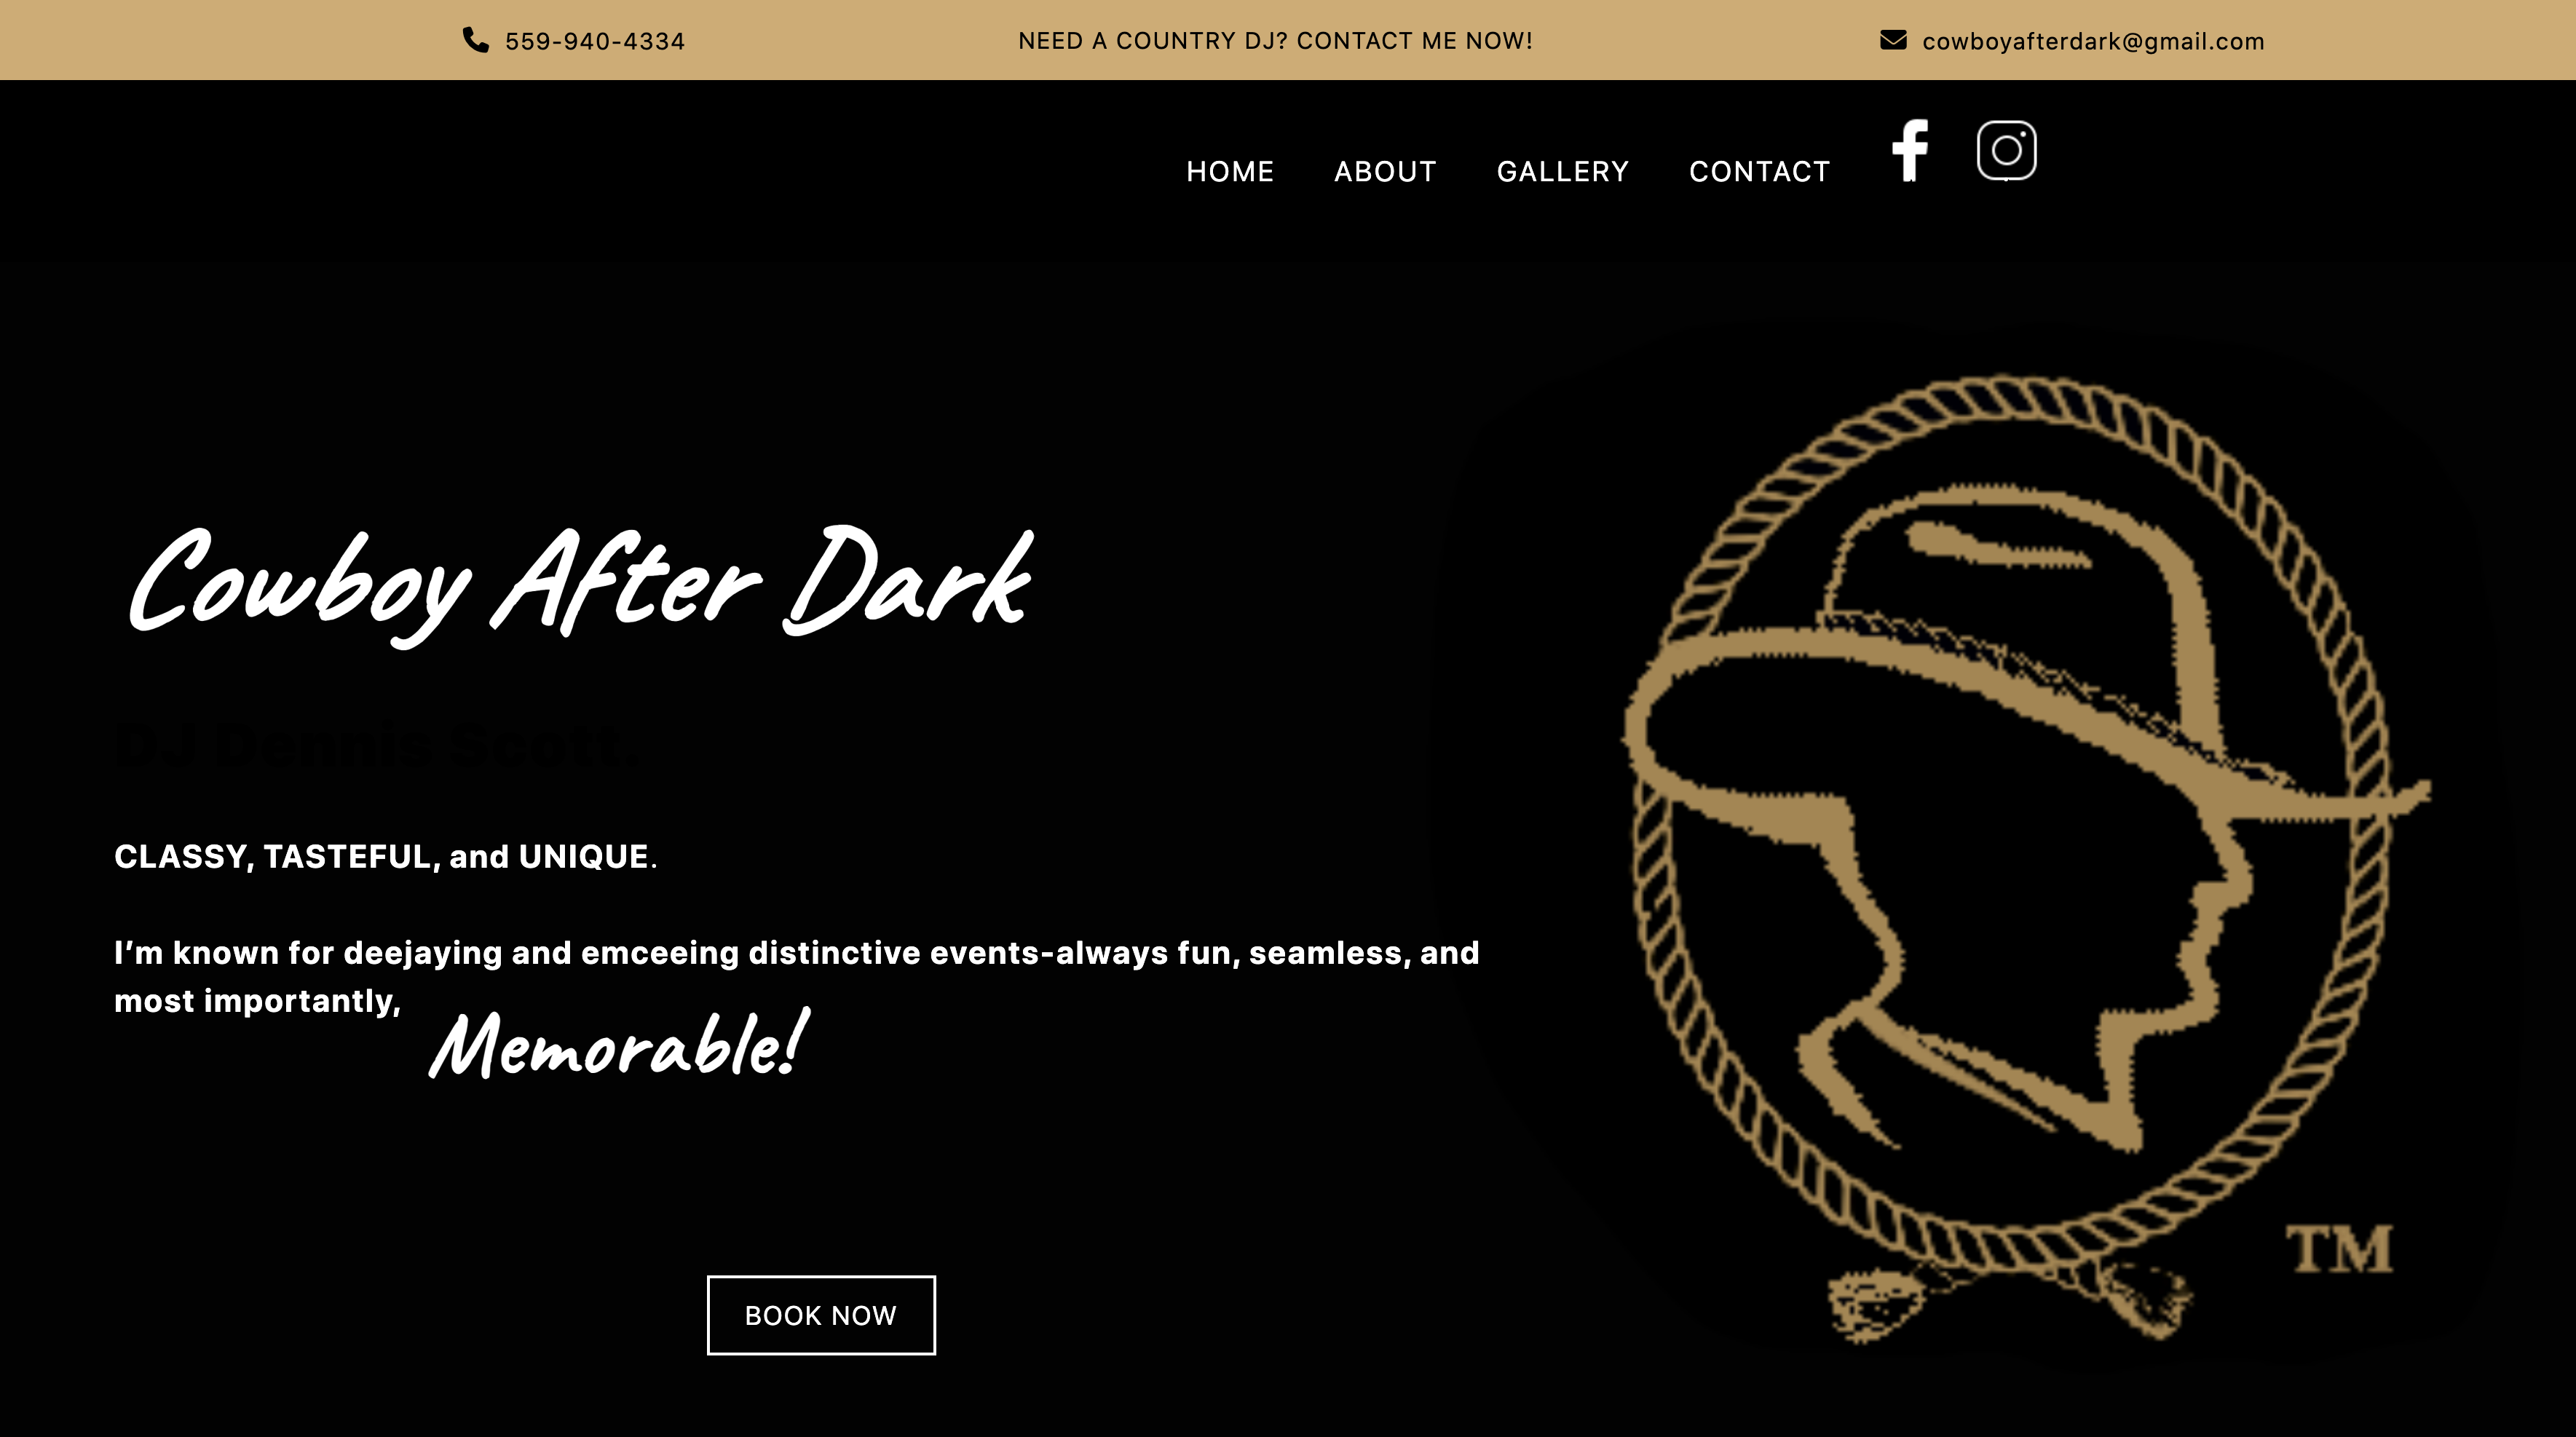 559-940-4334
NEED A COUNTRY DJ? CONTACT ME NOW!
cowboyafterdark@gmail.com
HOME ABOUT GALLERY CONTACT
Cowboy After Dark
DJ Dennis Scott.
CLASSY, TASTEFUL, and UNIQUE.
I'm known for deejaying and emceeing distinctive events-always fun, seamless, and
most importantly,
Memorable!
BOOK NOW
TM